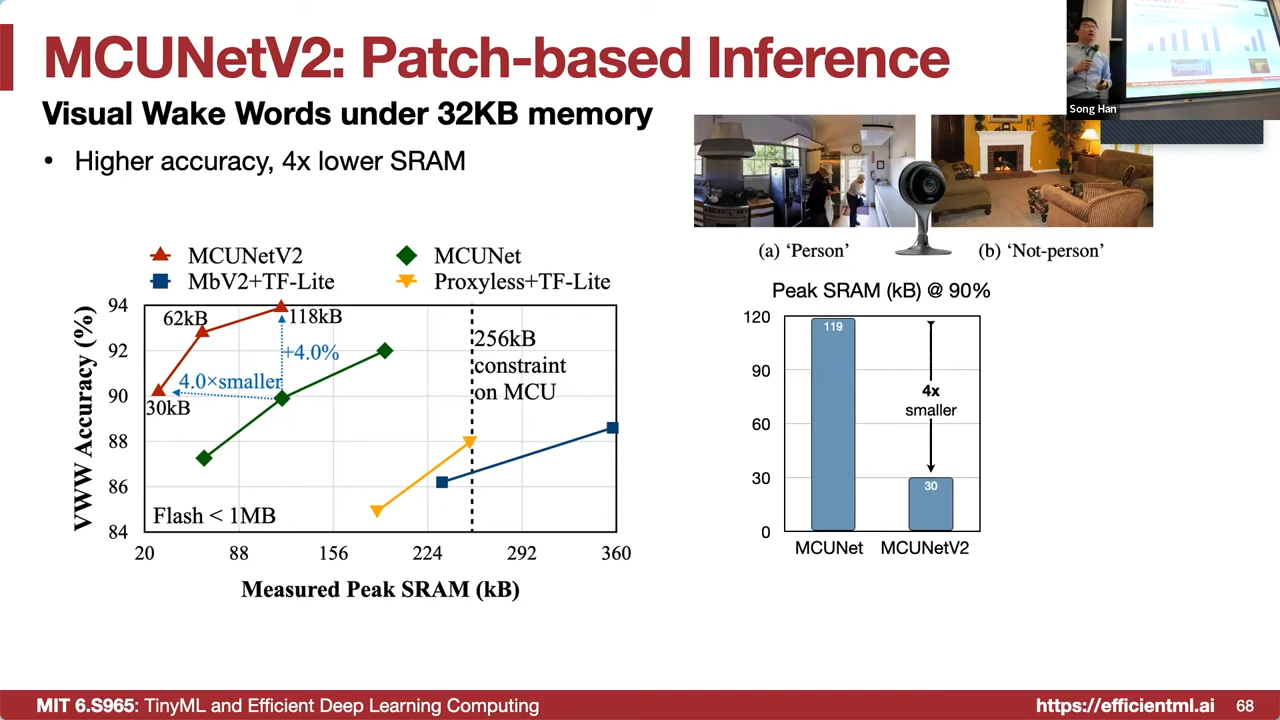 MCUNetV2: Patch-based Inference
Visual Wake Words under 32KB memory
• Higher accuracy, 4x lower SRAM
Song Han
(a) ‘Person’
(b) ‘Not-person’
MCUNetV2
MCUNet
MbV2+TF-Lite
Proxyless+TF-Lite
VWW Accuracy (%)
94
92
90
88
86
84
62kB
118kB
+4.0%
4.0×smaller
30kB
256kB
constraint
on MCU
Flash < 1MB
20 88 156 224 292 360
Measured Peak SRAM (kB)
Peak SRAM (kB) @ 90%
120
90
60
30
0
119
4x
smaller
30
MCUNet MCUNetV2
MIT 6.S965: TinyML and Efficient Deep Learning Computing
https://efficientml.ai 68